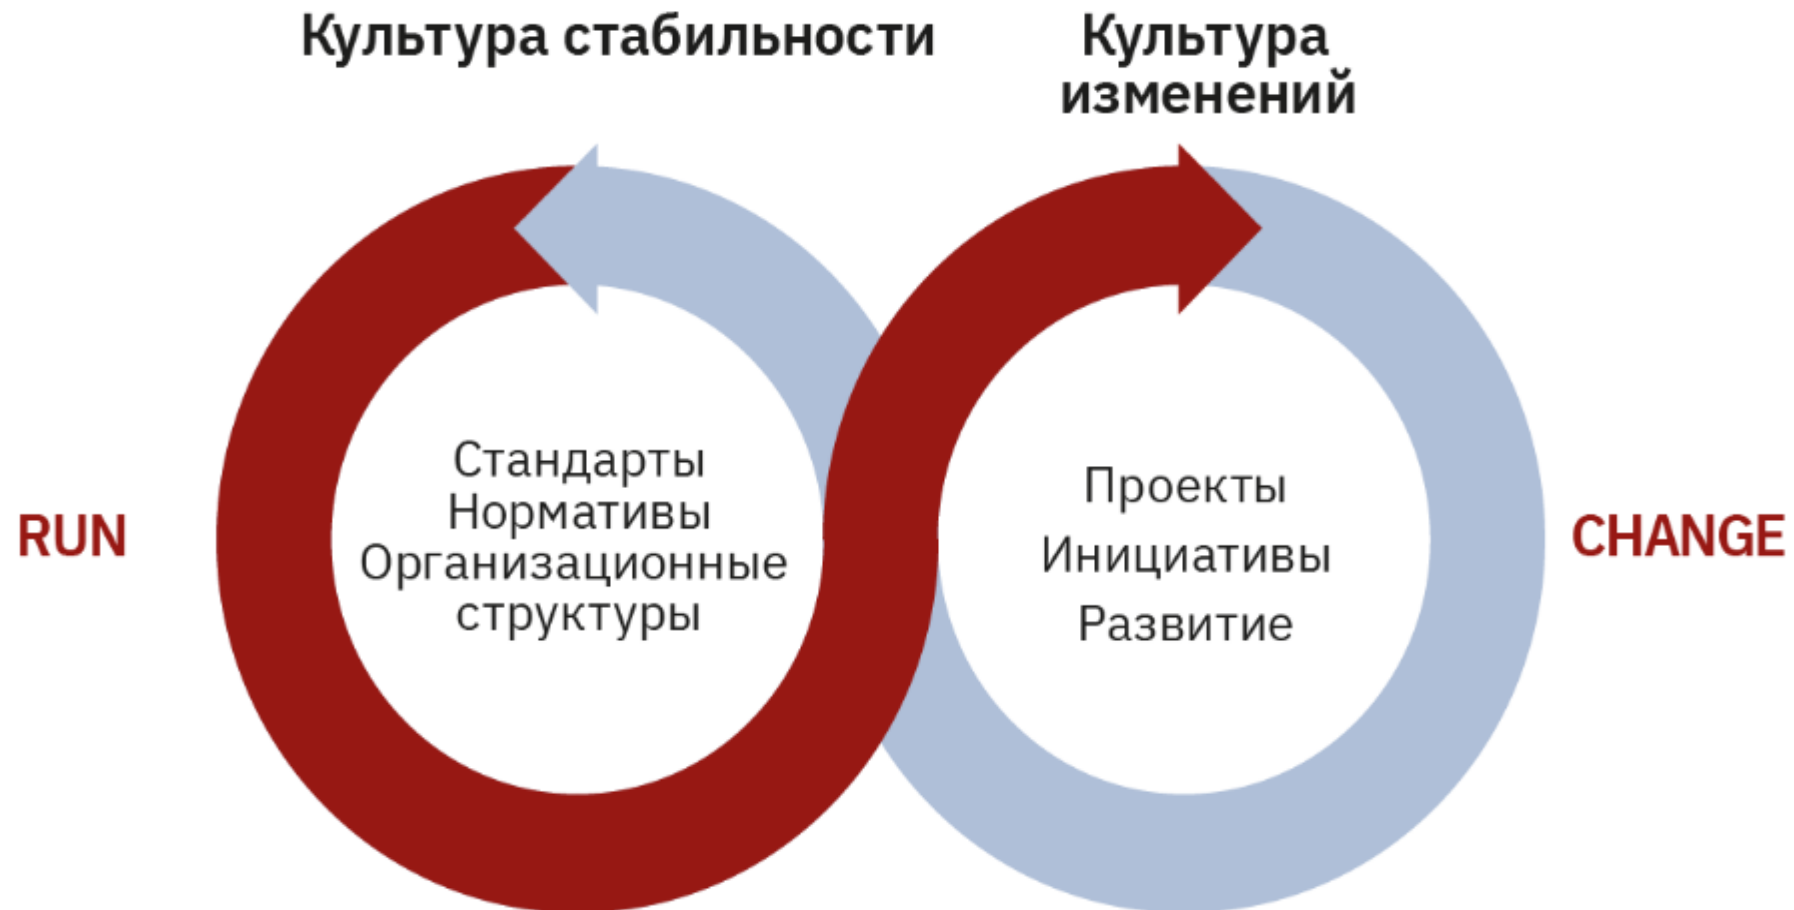 Культура стабильности
Культура
изменений
RUN
Стандарты
Нормативы
Организационные
структуры
Проекты
Инициативы
Развитие
CHANGE